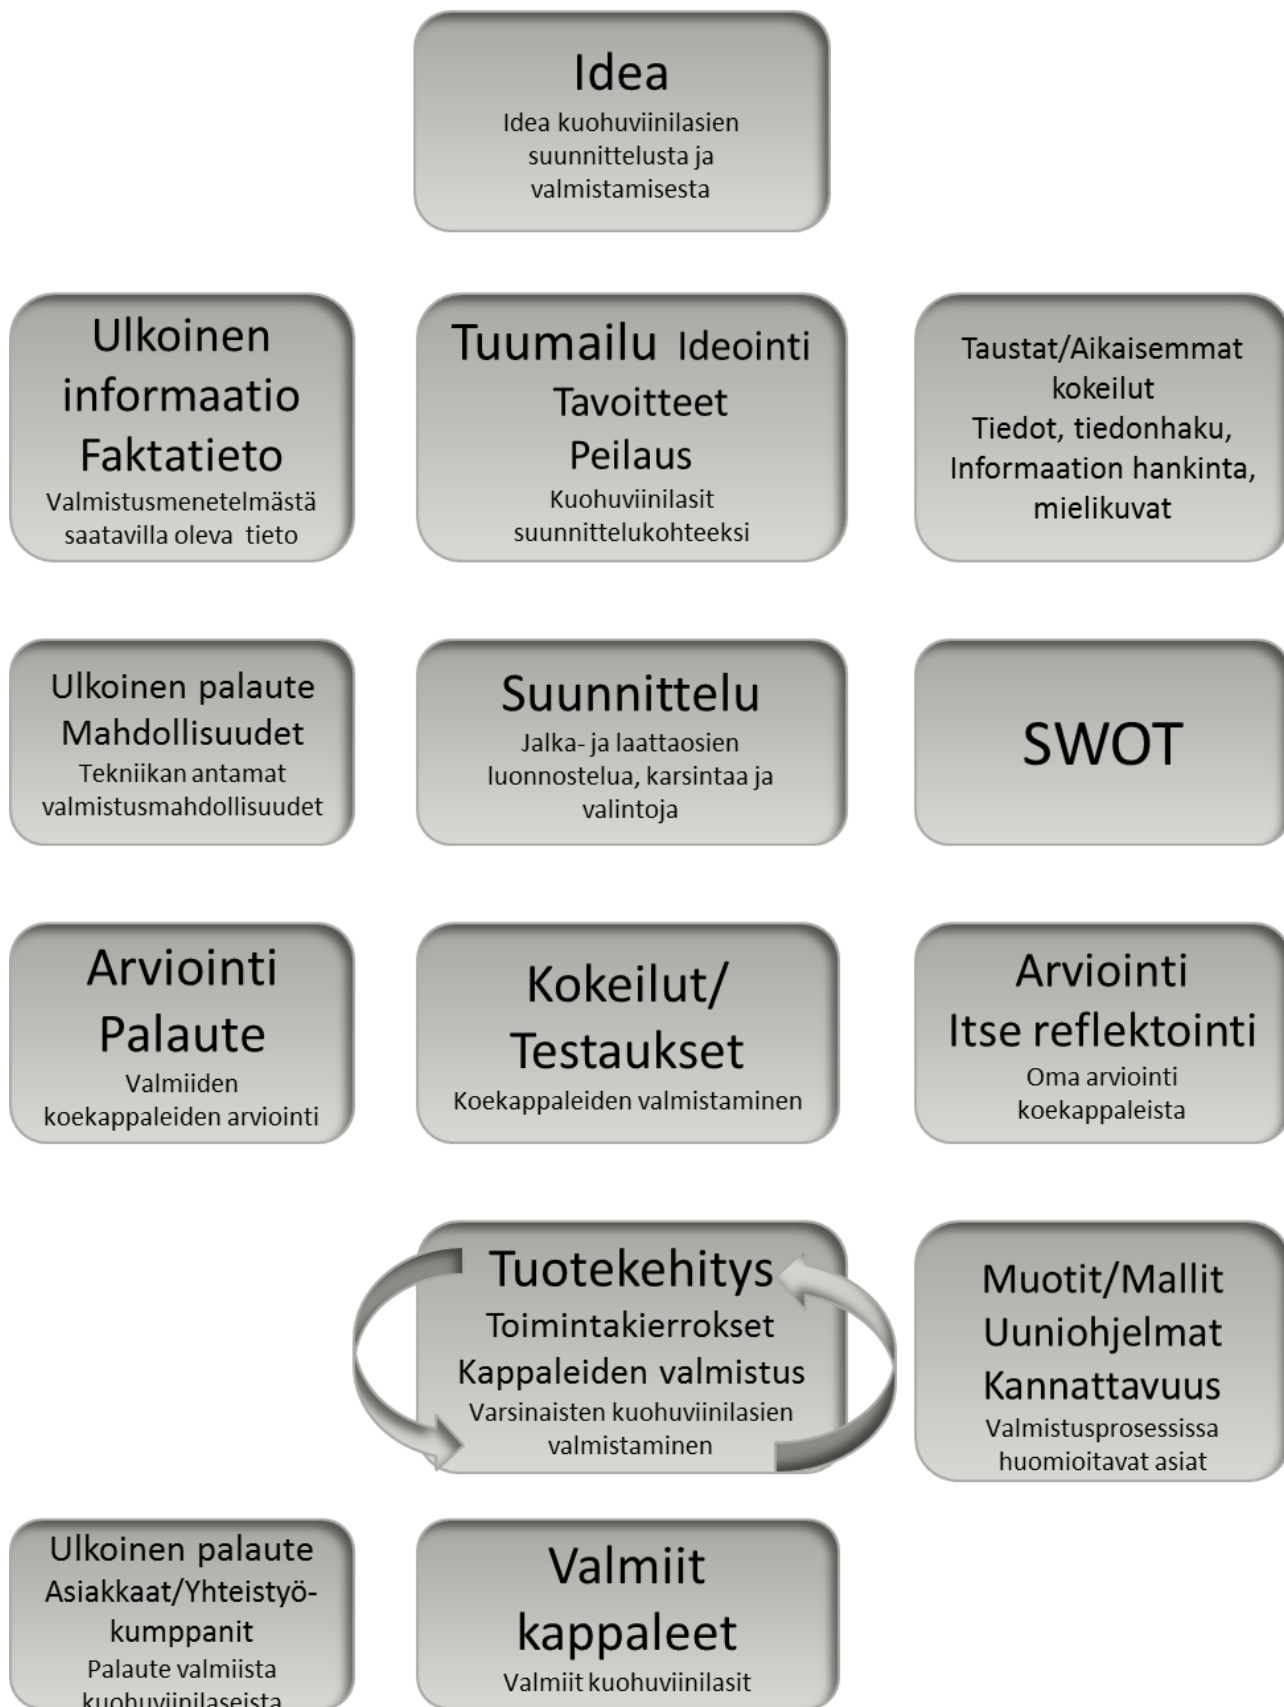 Idea
Idea kuohuviinilasien
suunnittelusta ja
valmistamisesta
Ulkoinen
informaatio
Faktatieto
Valmistusmenetelmästä
saatavilla oleva tieto
Tuumailu Ideointi
Tavoitteet
Peilaus
Kuohuviinilasit
suunnittelukohteeksi
Taustat/Aikaisemmat
kokeilut
Tiedot, tiedonhaku,
Informaation hankinta,
mielikuvat
Ulkoinen palaute
Mahdollisuudet
Tekniikan antamat
valmistusmahdollisuudet
Suunnittelu
Jalka- ja laattaosien
luonnostelua, karsintaa ja
valintoja
SWOT
Arviointi
Palaute
Valmiiden
koekappaleiden arviointi
Kokeilut/
Testaukset
Koekappaleiden valmistaminen
Arviointi
Itse reflektointi
Oma arviointi
koekappaleista
Tuotekehitys
Toimintakierrokset
Kappaleiden valmistus
Varsinaisten kuohuviinilasien
valmistaminen
Muotit/Mallit
Uuniohjelmat
Kannattavuus
Valmistusprosessissa
huomioitavat asiat
Ulkoinen palaute
Asiakkaat/Yhteistyö-
kumppanit
Palaute valmiista
kuohuviinilaseista
Valmiit
kappaleet
Valmiit kuohuviinilasit